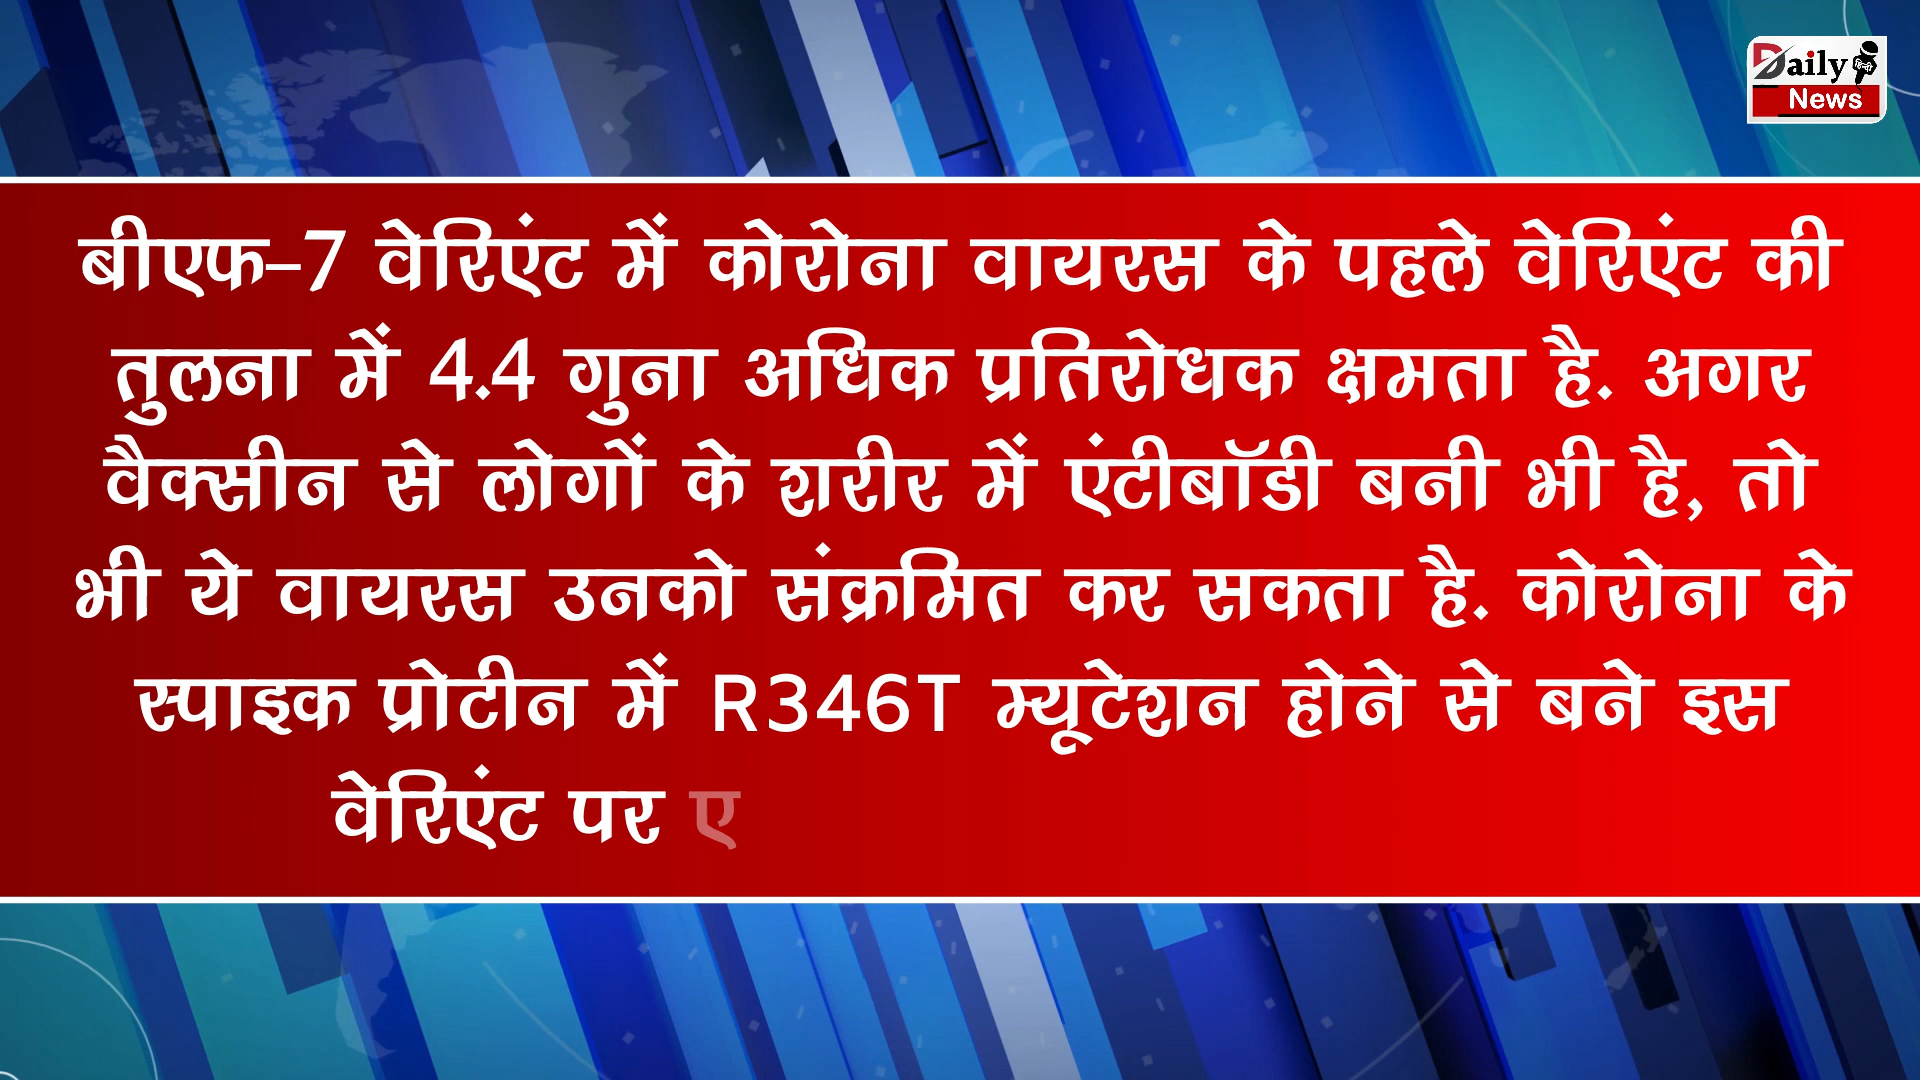 Daily
News
बीएफ–7 वेरिएंट में कोरोना वायरस के पहले वेरिएंट की
तुलना में 4.4 गुना अधिक प्रतिरोधक क्षमता है. अगर
वैक्सीन से लोगों के शरीर में एंटीबॉडी बनी भी है, तो
भी ये वायरस उनको संक्रमित कर सकता है. कोरोना के
स्पाइक प्रोटीन में R346T म्यूटेशन होने से बने इस
वेरिएंट पर ए